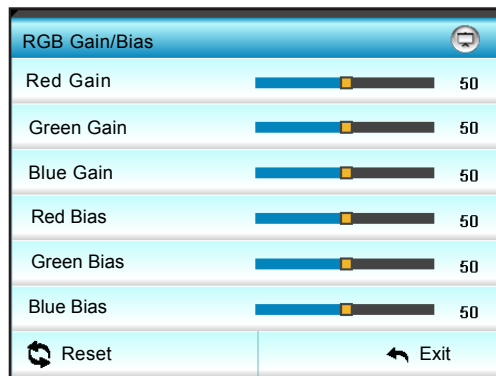 RGB Gain/Bias
Red Gain 50
Green Gain 50
Blue Gain 50
Red Bias 50
Green Bias 50
Blue Bias 50
Reset Exit